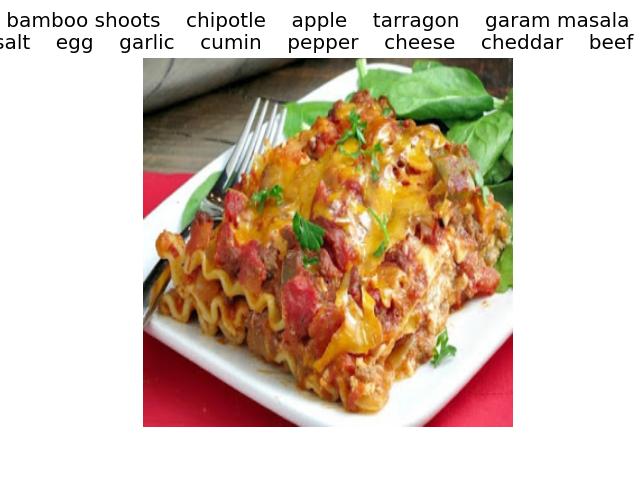 bamboo shoots chipotle apple tarragon garam masala
salt egg garlic cumin pepper cheese cheddar beef